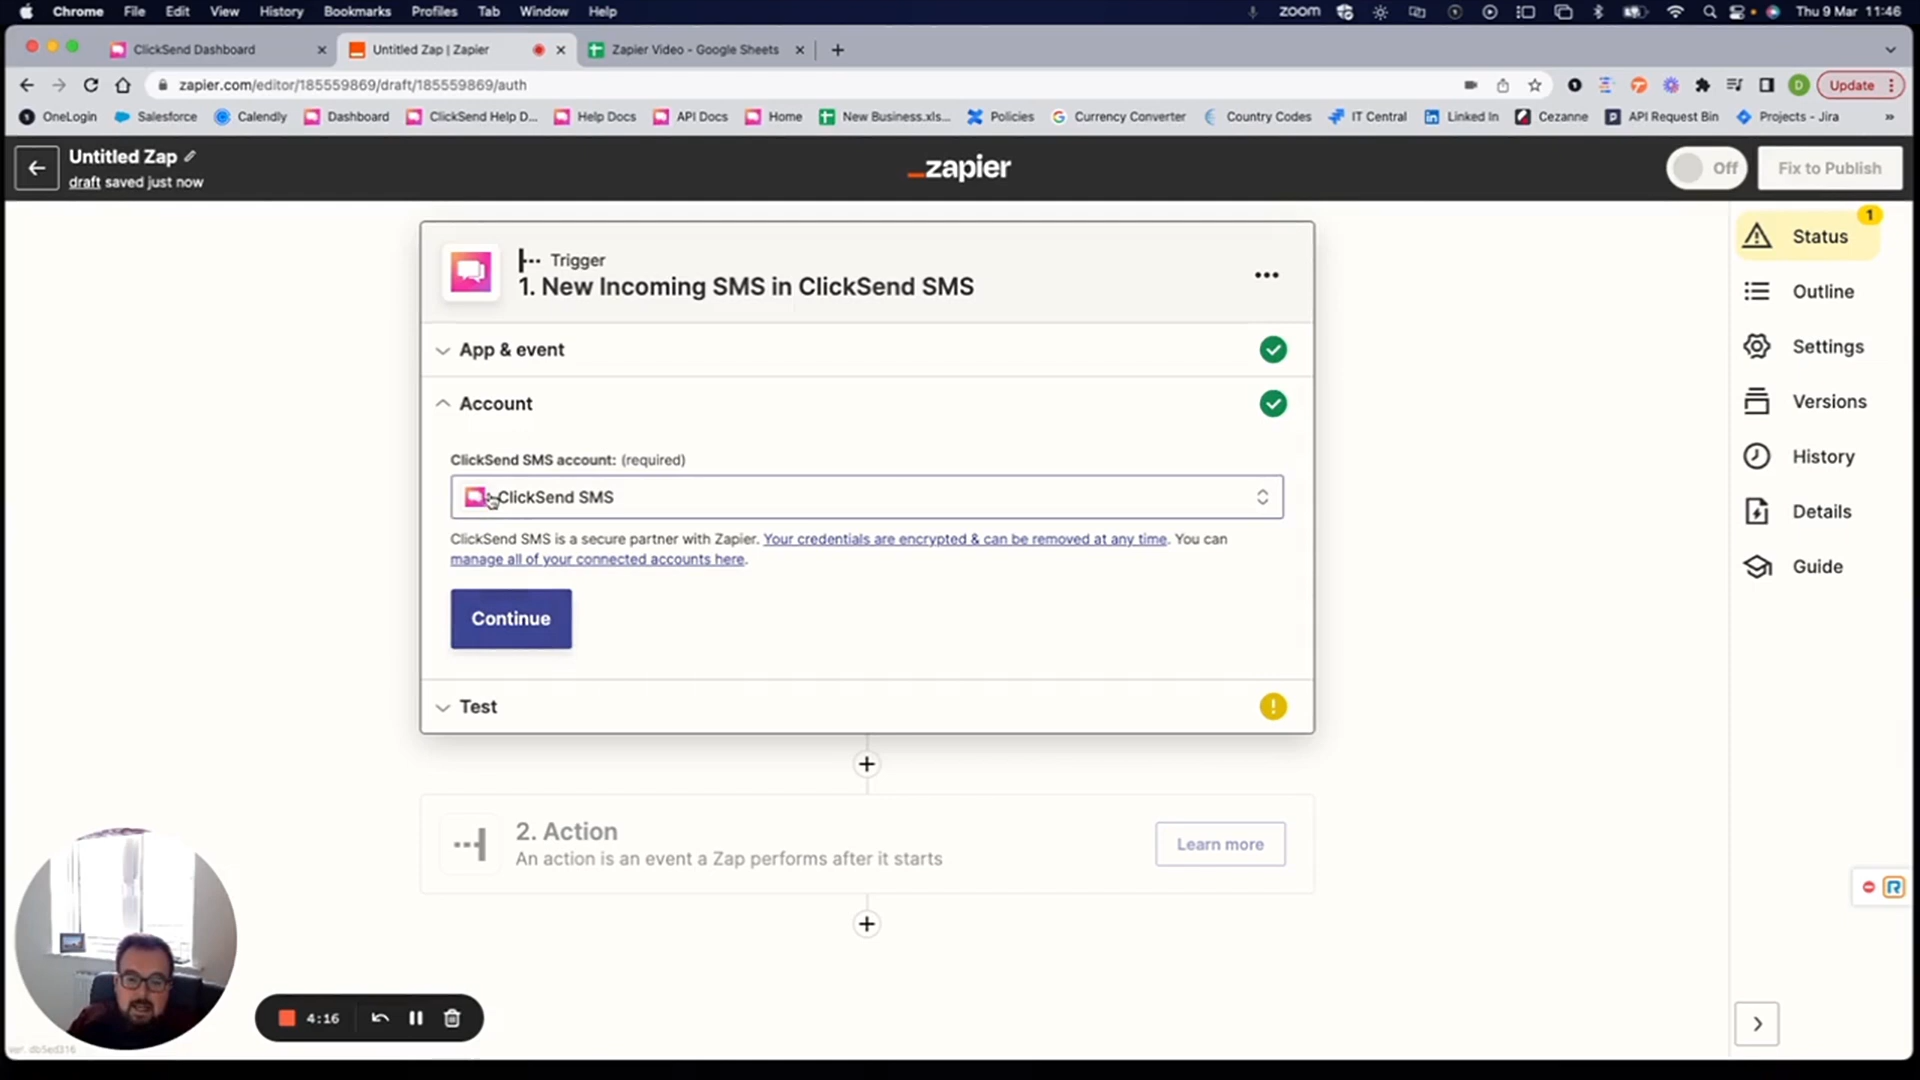 Chrome File Edit View History Bookmarks Profiles Tab Window Help zoom Thu 9 Mar 11:46
ClickSend Dashboard Untitled Zap | Zapier Zapier Video - Google Sheets
zapier.com/editor/185559869/draft/185559869/auth D Update
OneLogin Salesforce Calendly Dashboard ClickSend Help D... Help Docs API Docs Home New Business.xls... Policies Currency Converter Country Codes IT Central Linked In Cezanne API Request Bin Projects - Jira »
Untitled Zap
draft saved just now
_zapier
Off
Fix to Publish
1
Status
Outline
Settings
Versions
History
Details
Guide
Trigger
1. New Incoming SMS in ClickSend SMS
App & event
Account
ClickSend SMS account: (required)
ClickSend SMS
ClickSend SMS is a secure partner with Zapier. Your credentials are encrypted & can be removed at any time. You can
manage all of your connected accounts here.
Continue
Test
2. Action
An action is an event a Zap performs after it starts
Learn more
4:16
ver. db5ed316